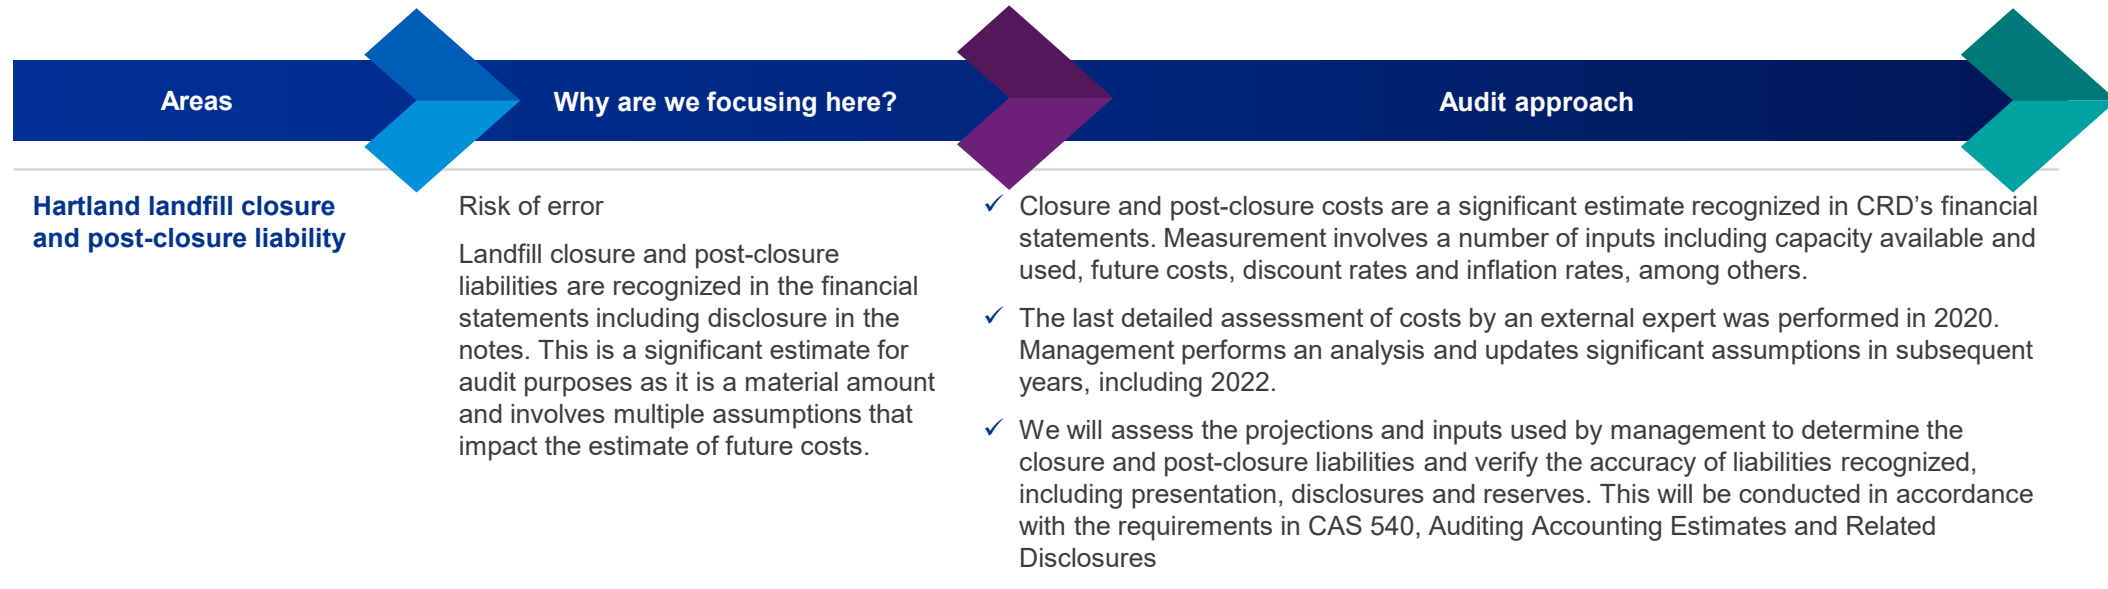 Areas
Why are we focusing here?
Audit approach
Hartland landfill closure
and post-closure liability
Risk of error
Landfill closure and post-closure
liabilities are recognized in the financial
statements including disclosure in the
notes. This is a significant estimate for
audit purposes as it is a material amount
and involves multiple assumptions that
impact the estimate of future costs.
✓ Closure and post-closure costs are a significant estimate recognized in CRD’s financial
statements. Measurement involves a number of inputs including capacity available and
used, future costs, discount rates and inflation rates, among others.
✓ The last detailed assessment of costs by an external expert was performed in 2020.
Management performs an analysis and updates significant assumptions in subsequent
years, including 2022.
✓ We will assess the projections and inputs used by management to determine the
closure and post-closure liabilities and verify the accuracy of liabilities recognized,
including presentation, disclosures and reserves. This will be conducted in accordance
with the requirements in CAS 540, Auditing Accounting Estimates and Related
Disclosures